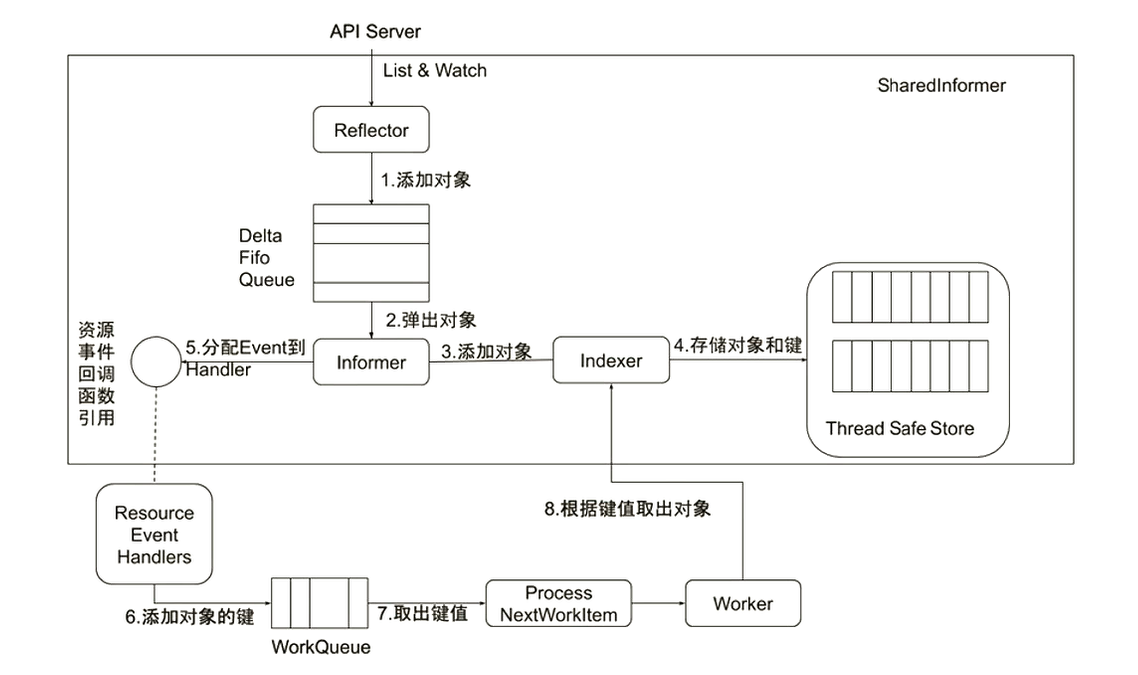 API Server
List & Watch
SharedInformer
Reflector
1.添加对象
Delta
Fifo
Queue
2.弹出对象
资源
事件
回调
函数
引用
5.分配Event到
Handler
Informer
3.添加对象
Indexer
4.存储对象和键
Thread Safe Store
Resource
Event
Handlers
8.根据键值取出对象
6.添加对象的键
WorkQueue
7.取出键值
Process
NextWorkItem
Worker